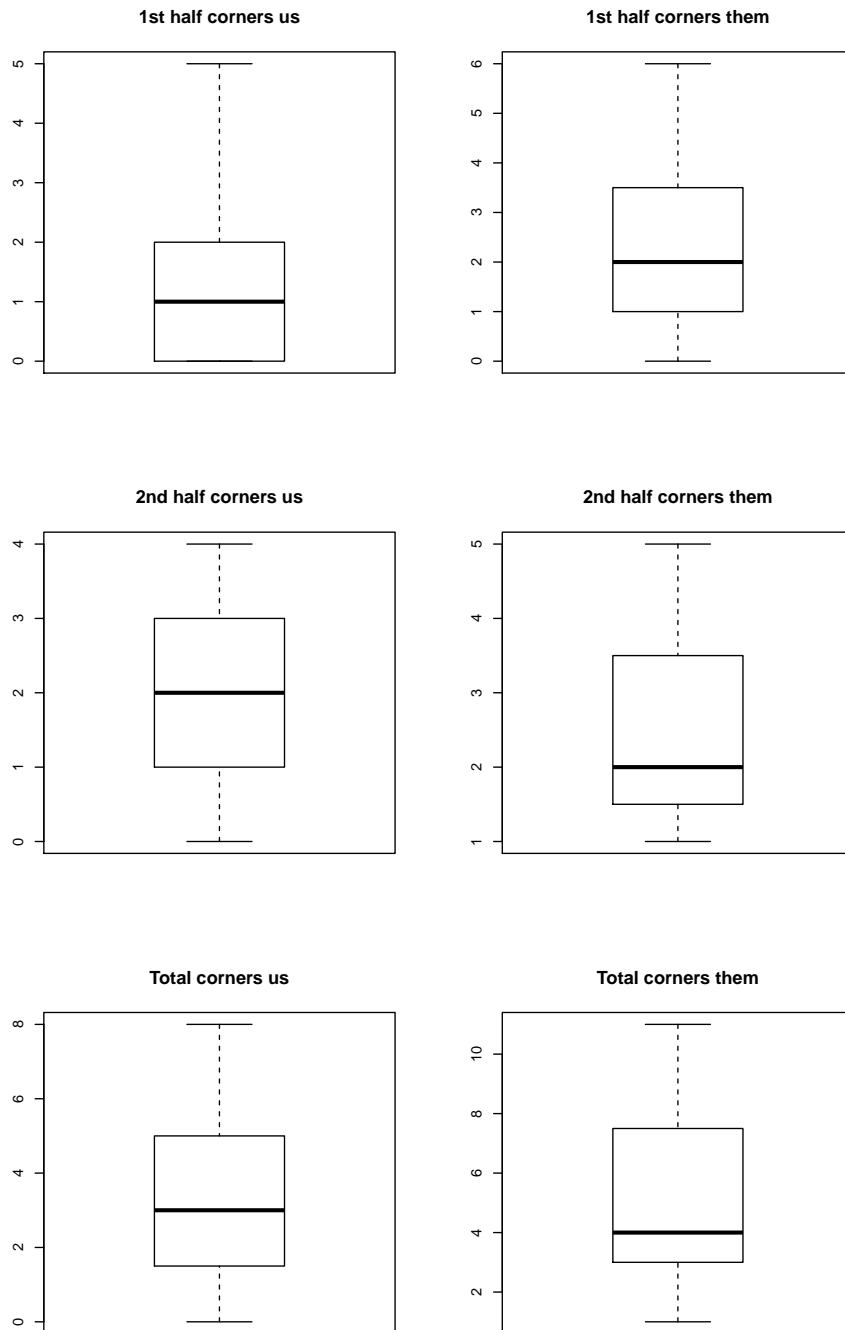 1st half corners us
0 1 2 3 4 5
1st half corners them
0 1 2 3 4 5 6
2nd half corners us
0 1 2 3 4
2nd half corners them
1 2 3 4 5
Total corners us
0 2 4 6 8
Total corners them
2 4 6 8 10